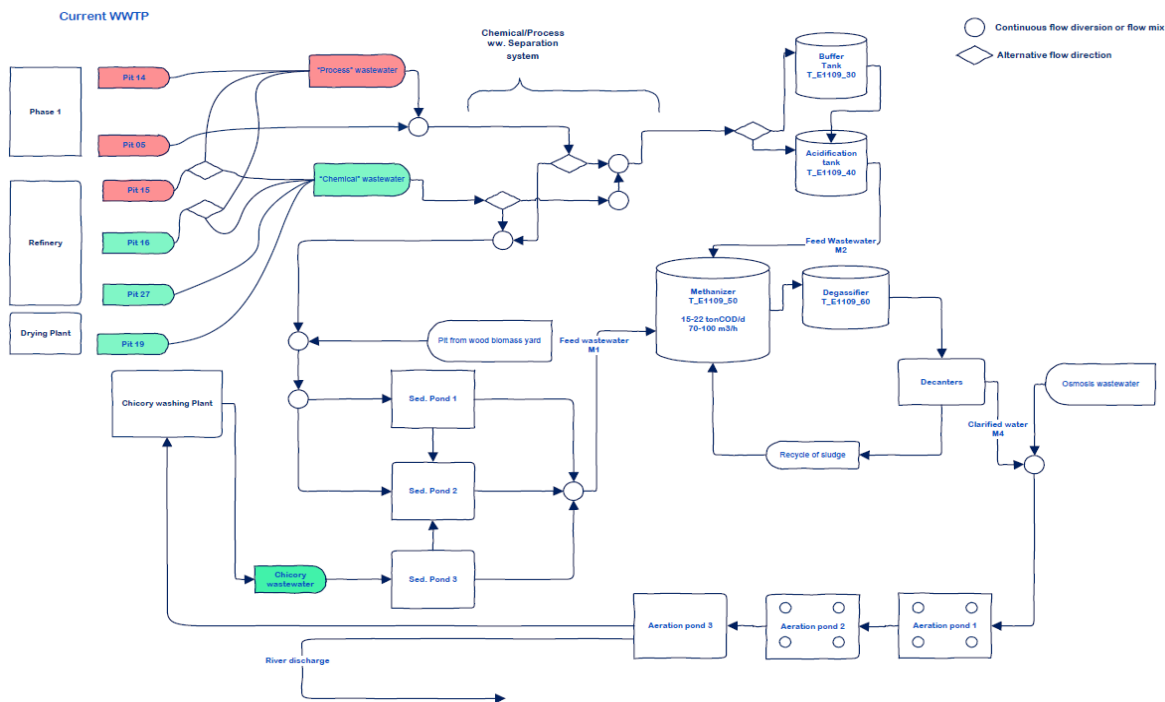 Current WWTP
Continuous flow diversion or flow mix
Alternative flow direction
Chemical/Process
ww. Separation
system
Phase 1
Refinery
Drying Plant
Pit 14
Pit 05
Pit 15
Pit 16
Pit 27
Pit 19
"Process" wastewater
"Chemical" wastewater
Buffer
Tank
T_E1109_30
Acidification
tank
T_E1109_40
Feed Wastewater
M2
Methanizer
T_E1109_50
15-22 tonCOD/d
70-100 m3/h
Degassifier
T_E1109_60
Pit from wood biomass yard
Feed wastewater
M1
Decanters
Osmosis wastewater
Clarified water
M4
Recycle of sludge
Chicory washing Plant
Sed. Pond 1
Sed. Pond 2
Sed. Pond 3
Chicory
wastewater
Aeration pond 3
Aeration pond 2
Aeration pond 1
River discharge